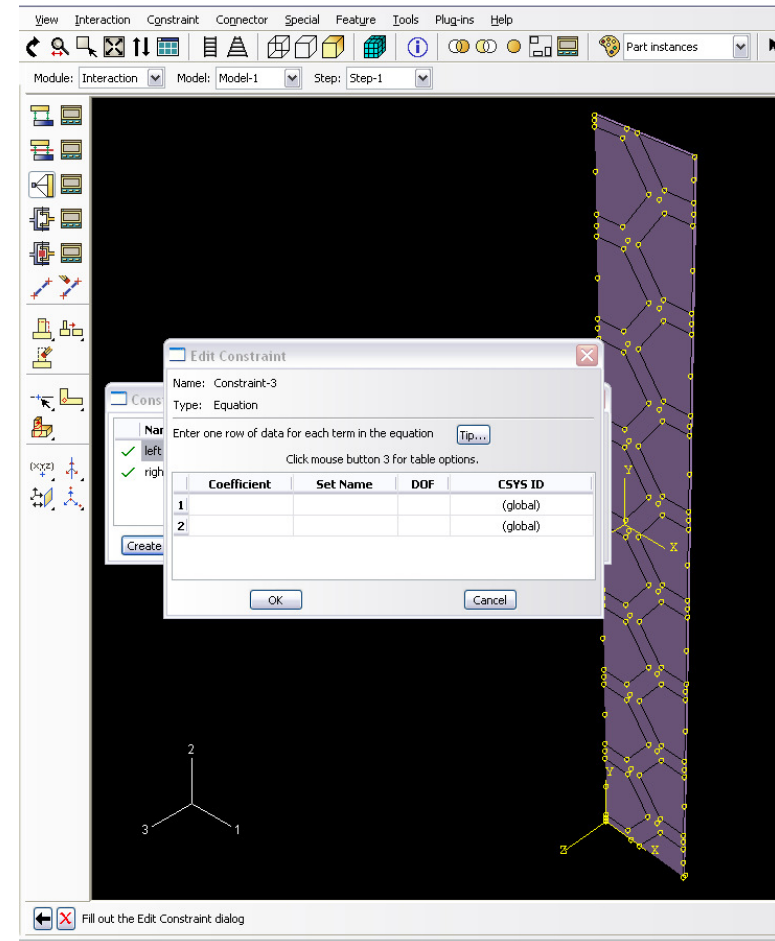 View Interaction Constraint Connector Special Feature Tools Plug-ins Help
Part instances
Module: Interaction Model: Model-1 Step: Step-1
Edit Constraint
Name: Constraint-3
Type: Equation
Enter one row of data for each term in the equation Tip...
Click mouse button 3 for table options.
Coefficient Set Name DOF CSYS ID
1 (global)
2 (global)
OK Cancel
Cons
Nar
left
righ
Create
(XYZ)
Y
X
2
3 1
Y
Z X
Fill out the Edit Constraint dialog